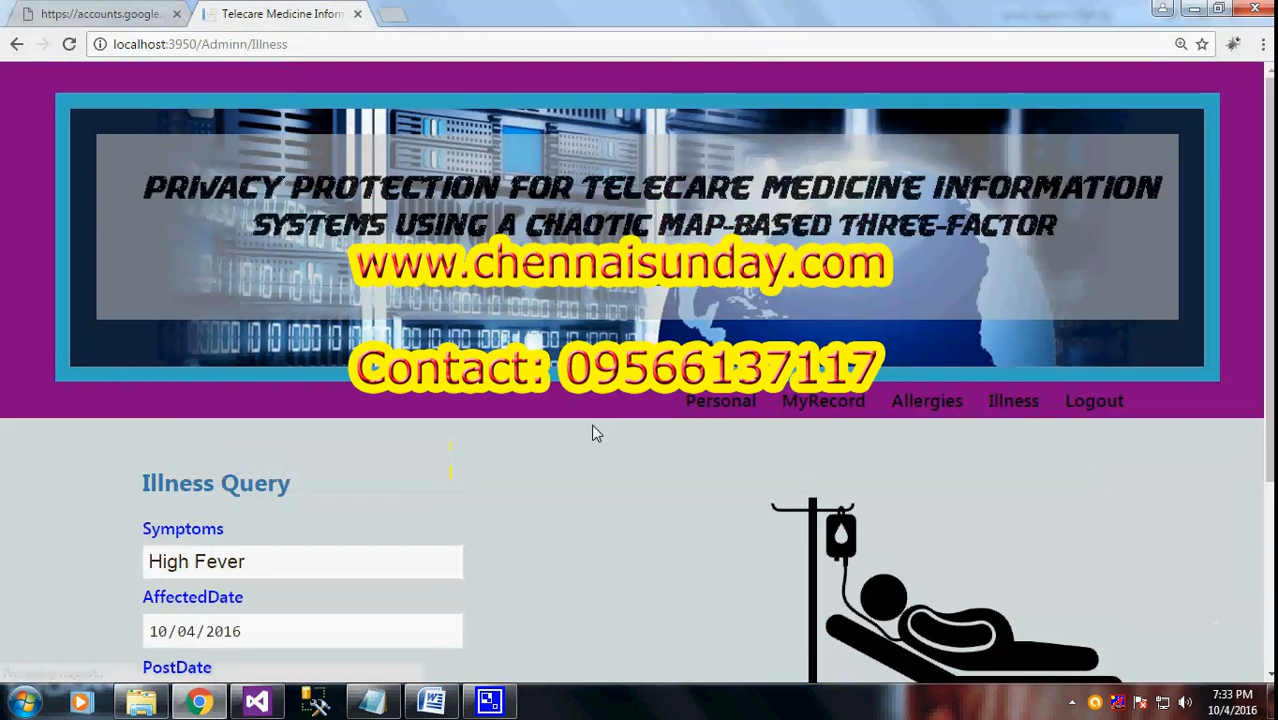 https://accounts.google.
Telecare Medicine Inform
localhost:3950/Adminn/Illness
PRIVACY PROTECTION FOR TELECARE MEDICINE INFORMATION
SYSTEMS USING A CHAOTIC MAP-BASED THREE-FACTOR
www.chennaisunday.com
Contact: 09566137117
Personal MyRecord Allergies Illness Logout
Illness Query
Symptoms
High Fever
AffectedDate
10/04/2016
PostDate
7:33 PM
10/4/2016